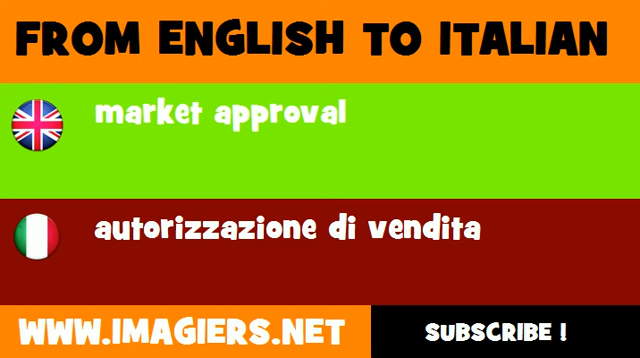 FROM ENGLISH TO ITALIAN
market approval
autorizzazione di vendita
WWW.IMAGIERS.NET
SUBSCRIBE !